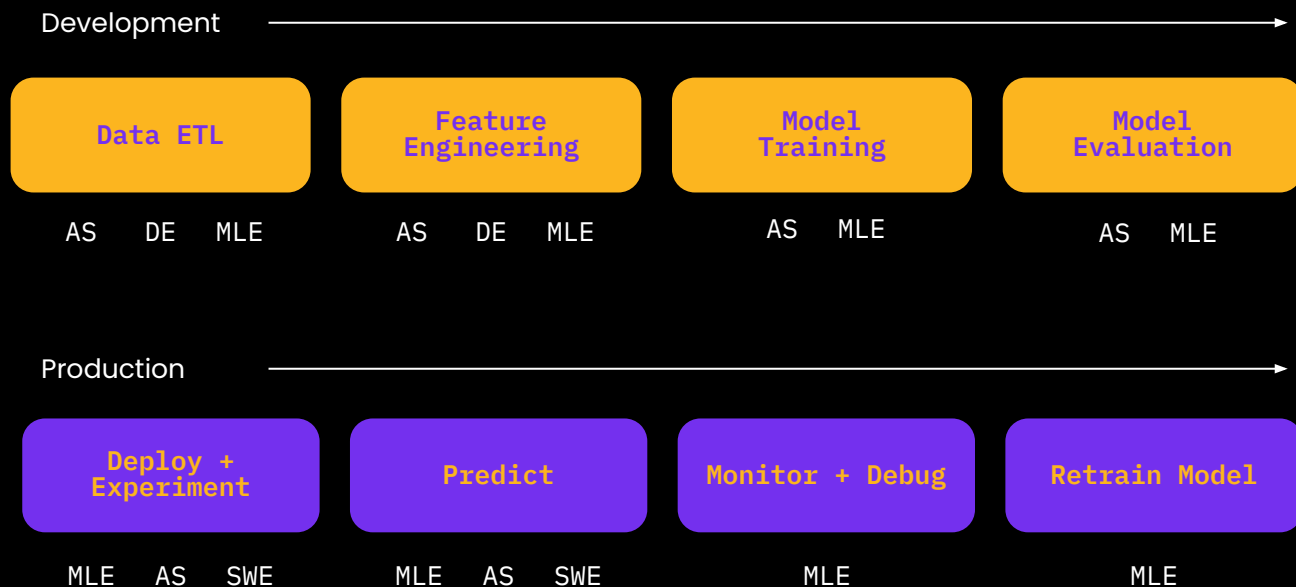 Development
Data ETL
Feature
Engineering
Model
Training
Model
Evaluation
AS DE MLE
AS DE MLE
AS MLE
AS MLE
Production
Deploy +
Experiment
Predict
Monitor + Debug
Retrain Model
MLE AS SWE
MLE AS SWE
MLE
MLE